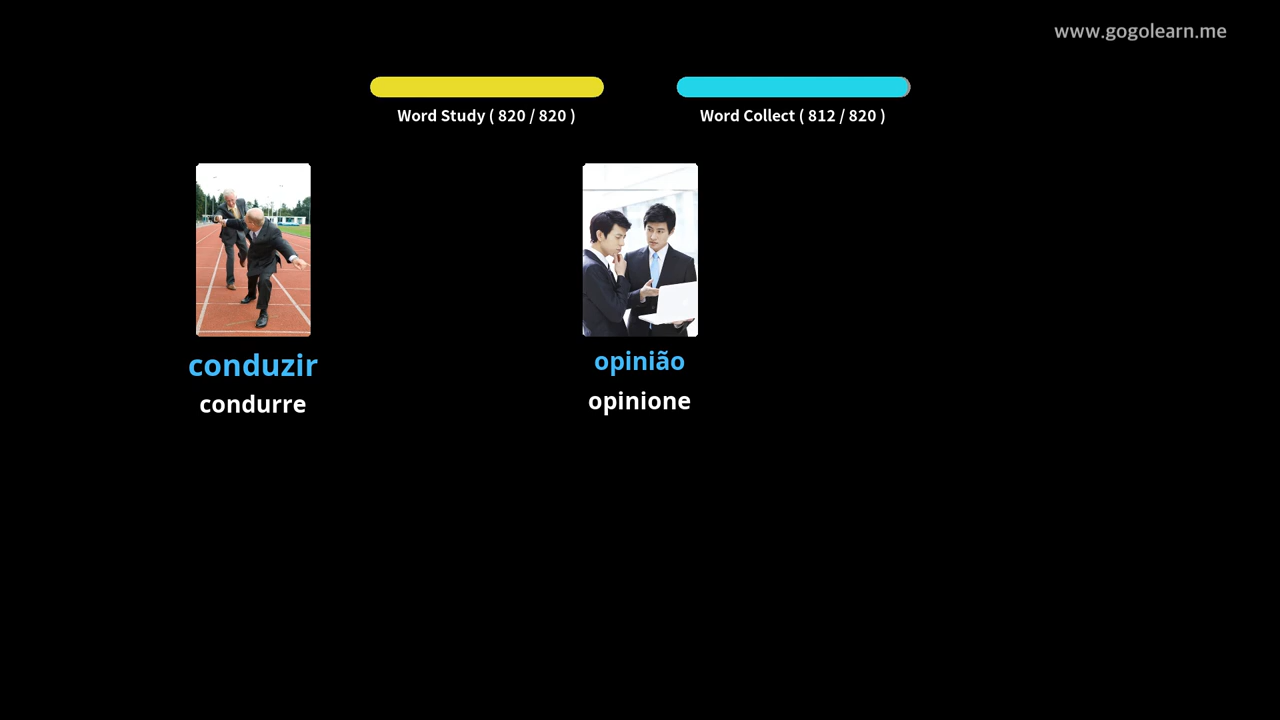 www.gogolearn.me
Word Study ( 820 / 820 )
Word Collect ( 812 / 820 )
conduzir
condurre
opinião
opinione